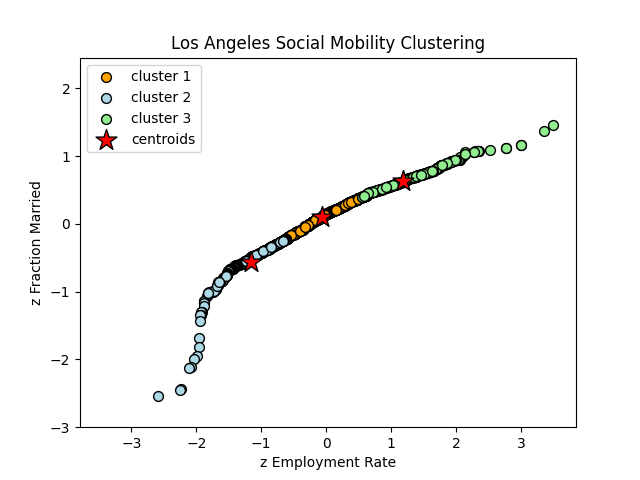 Los Angeles Social Mobility Clustering
cluster 1
cluster 2
cluster 3
centroids
z Fraction Married
2
1
0
−1
−2
−3
−3 −2 −1 0 1 2 3
z Employment Rate